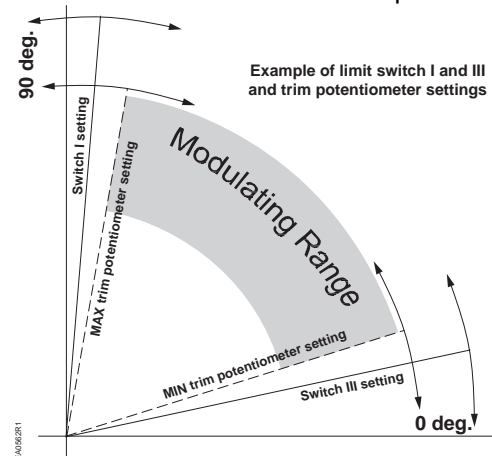 90 deg.
Example of limit switch I and III
and trim potentiometer settings
Switch I setting
MAX trim potentiometer setting
Modulating Range
MIN trim potentiometer setting
Switch III setting
0 deg.